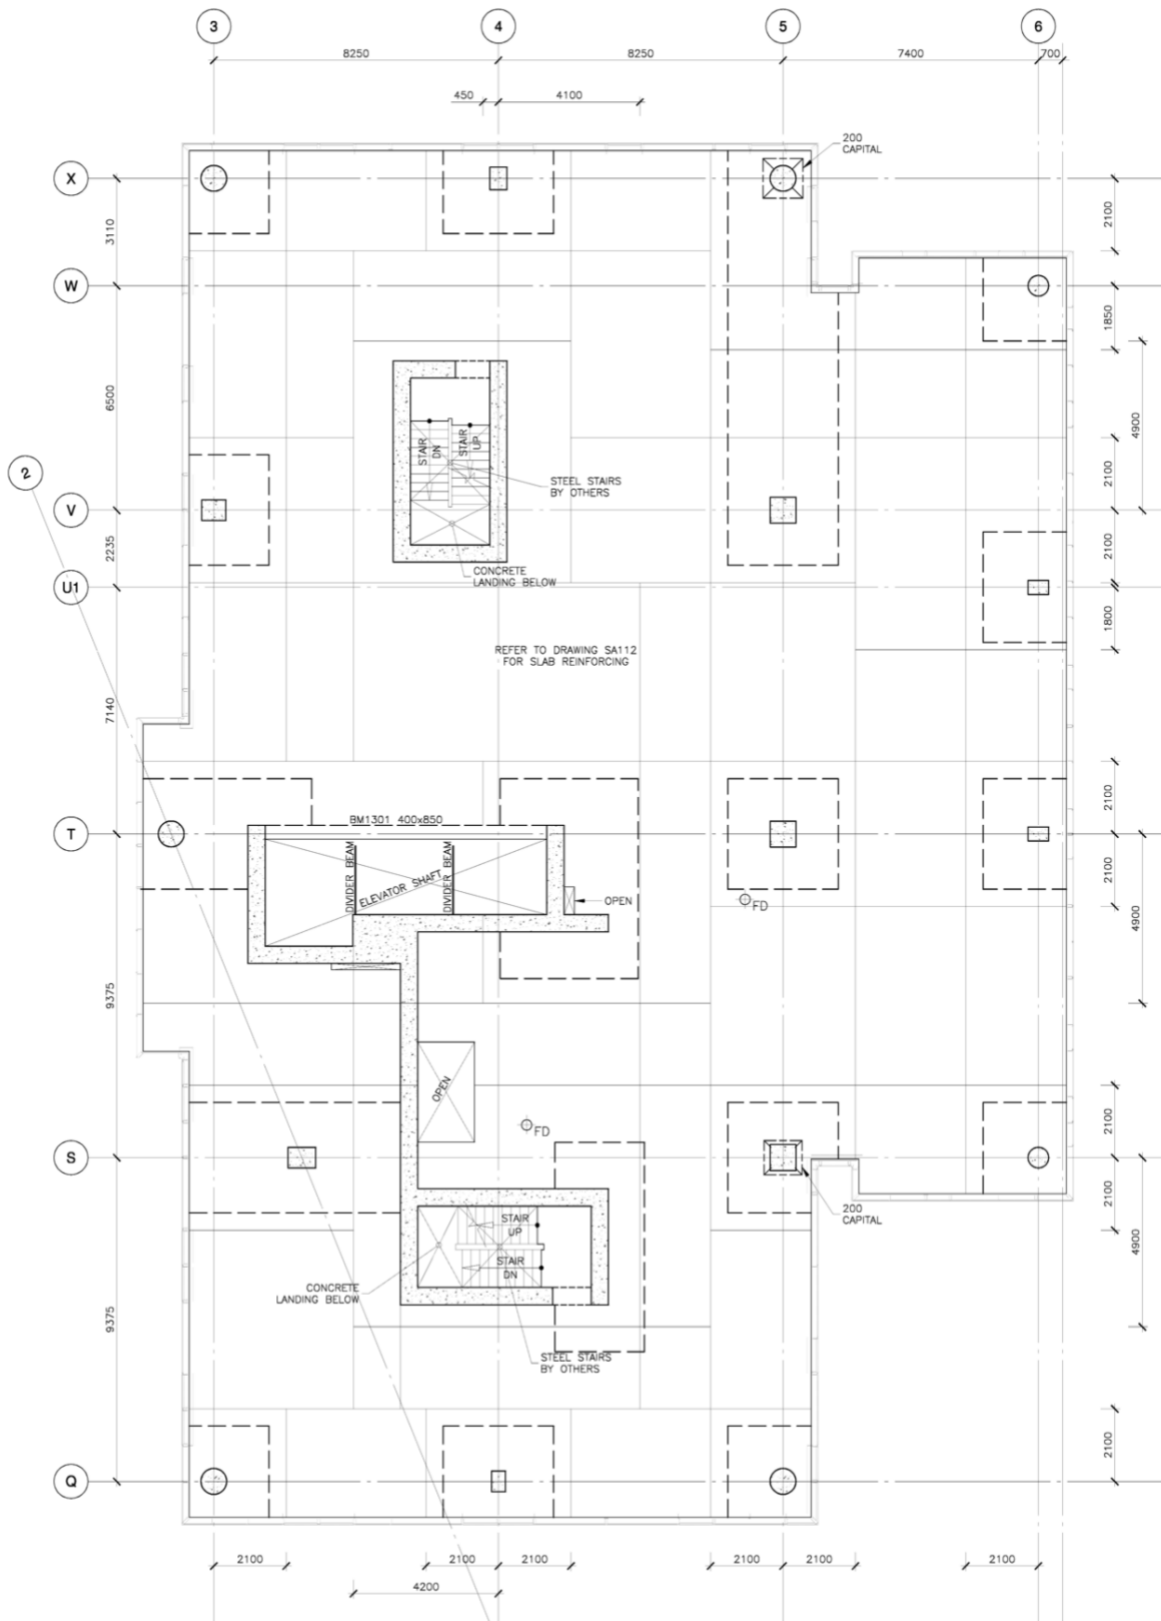 3 4 5 6
8250 8250 7400 700
450 4100
200
CAPITAL
X
3110
2100
W
1850
6500
4900
STAIR
DN
STAIR
UP
2100
2
STEEL STAIRS
BY OTHERS
V
2235
2100
CONCRETE
LANDING BELOW
U1
1800
REFER TO DRAWING SA112
FOR SLAB REINFORCING
7140
2100
BM1301 400x850
T
DIVIDER BEAM
DIVIDER BEAM
ELEVATOR SHAFT
OPEN
FD
2100
4900
9375
OPEN
FD
2100
S
2100
200
CAPITAL
STAIR
UP
STAIR
DN
4900
CONCRETE
LANDING BELOW
9375
STEEL STAIRS
BY OTHERS
2100
Q
2100 2100 2100 2100 2100 2100
4200